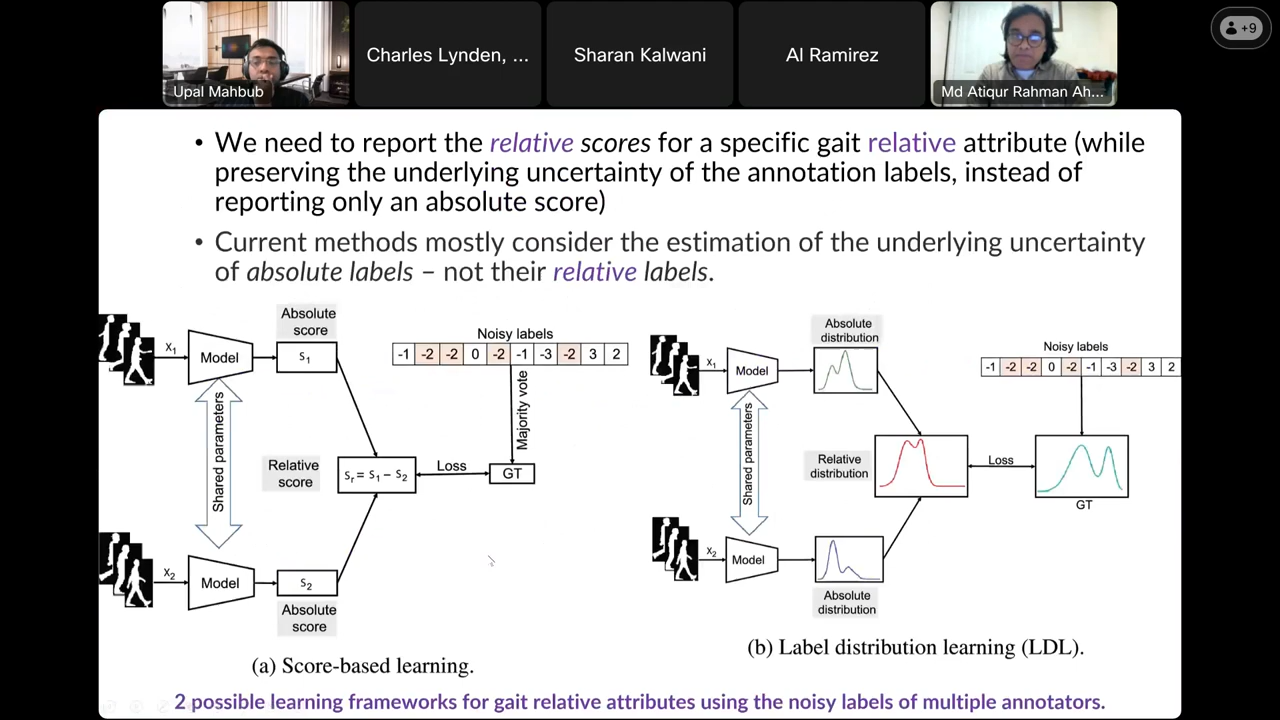 Upal Mahbub
Charles Lynden, ...
Sharan Kalwani
Al Ramirez
Md Atiqur Rahman Ah...
+9
• We need to report the relative scores for a specific gait relative attribute (while
preserving the underlying uncertainty of the annotation labels, instead of
reporting only an absolute score)
• Current methods mostly consider the estimation of the underlying uncertainty
of absolute labels – not their relative labels.
Absolute
score
X1
Model
S1
Noisy labels
-1 -2 -2 0 -2 -1 -3 -2 3 2
Majority vote
Shared parameters
Relative
score
Sr = S1 – S2
Loss
GT
X2
Model
S2
Absolute
score
(a) Score-based learning.
Absolute
distribution
X1
Model
Noisy labels
-1 -2 -2 0 -2 -1 -3 -2 3 2
Shared parameters
Relative
distribution
Loss
GT
X2
Model
Absolute
distribution
(b) Label distribution learning (LDL).
2 possible learning frameworks for gait relative attributes using the noisy labels of multiple annotators.